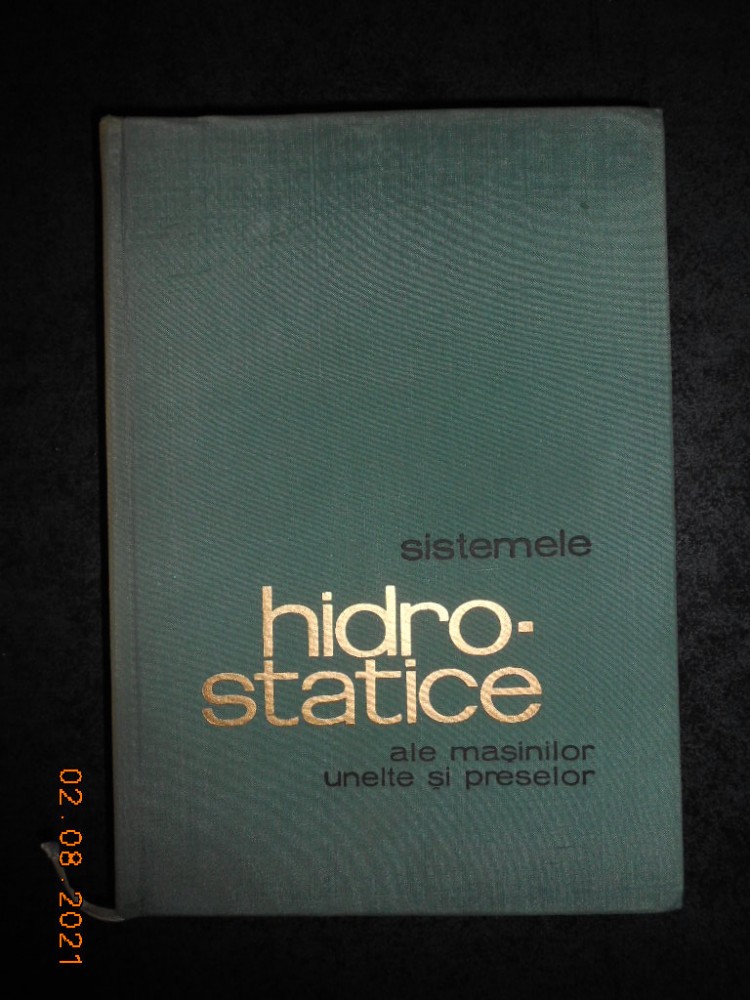 sistemele
hidro-
statice
ale mașinilor
unelte și preselor
02.08.2021